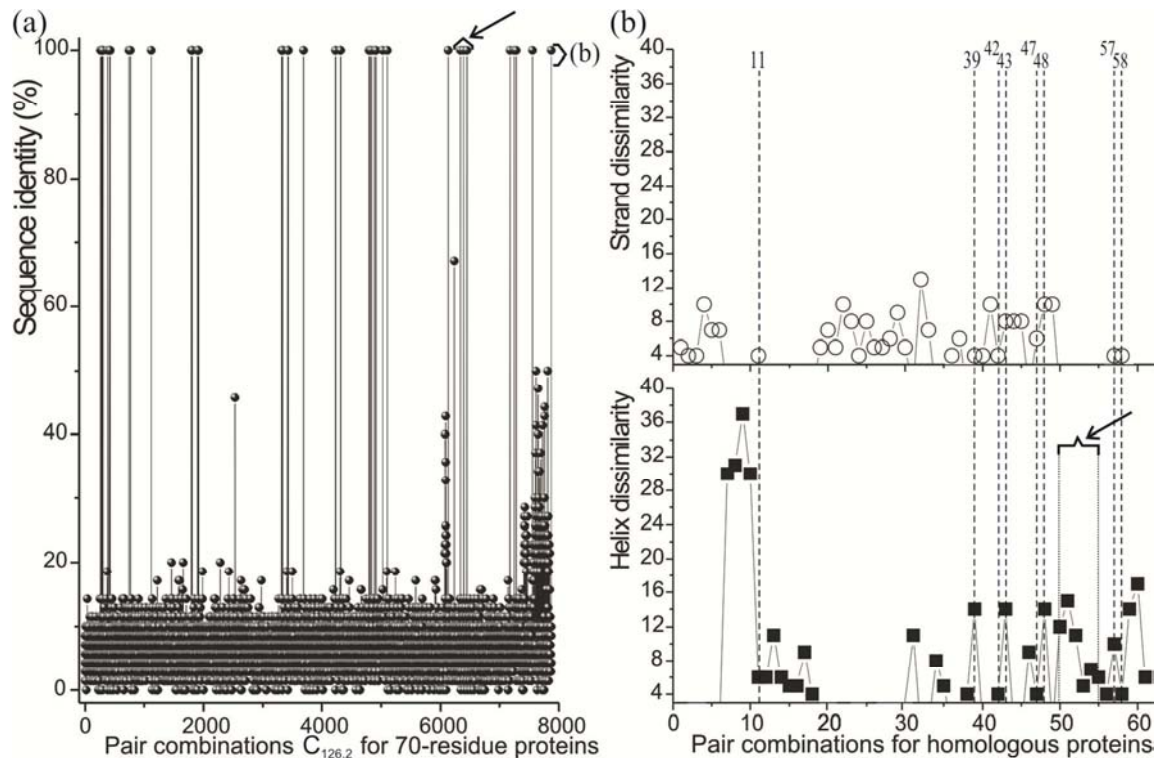 (a)
100
80
60
40
20
0
Sequence identity (%)
(b)
0 2000 4000 6000 8000
Pair combinations C126.2 for 70-residue proteins
(b)
40
36
32
28
24
20
16
12
8
4
Strand dissimilarity
11 39 42 43 47 48 57 58
40
36
32
28
24
20
16
12
8
4
Helix dissimilarity
0 10 20 30 40 50 60
Pair combinations for homologous proteins